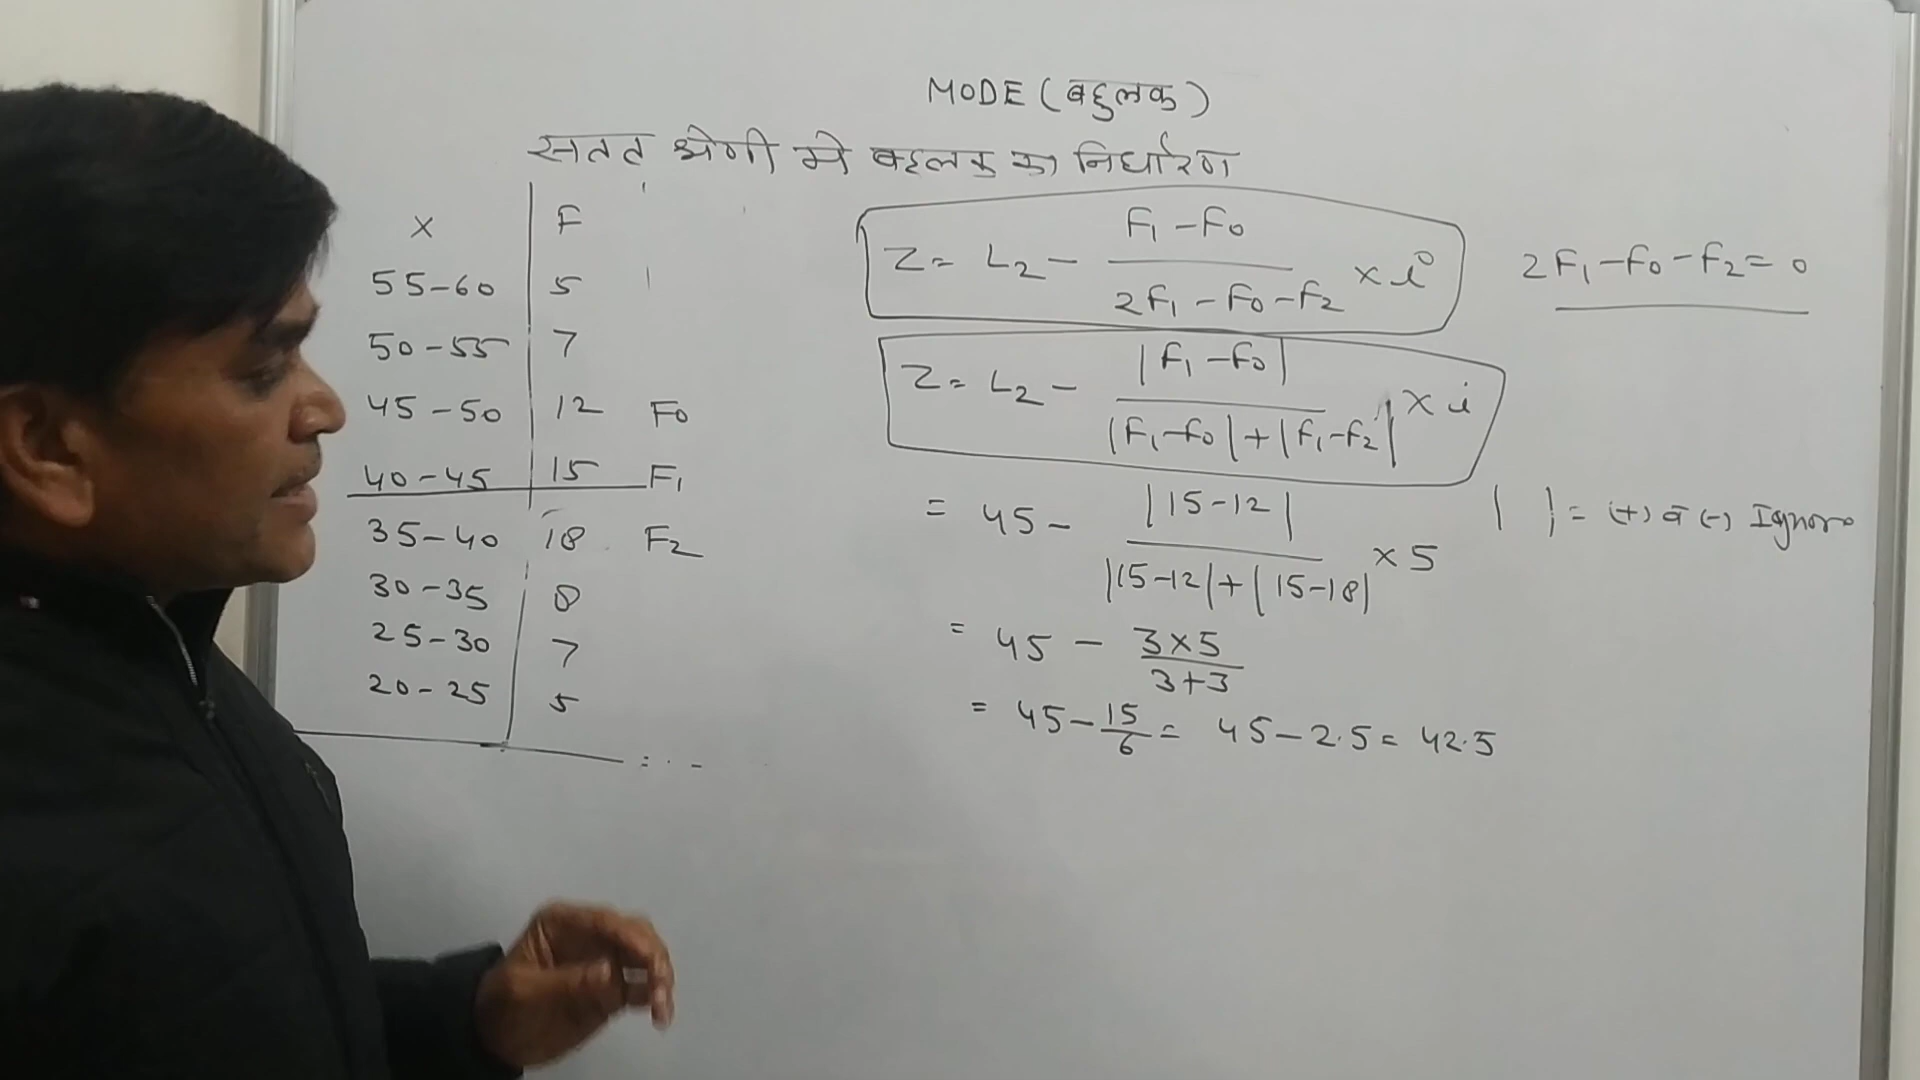 MODE (बहुलक)
सतत श्रेणी मे बहुलक का निर्धारण
X F
55-60 5
50-55 7
45-50 12 F0
40-45 15 F1
35-40 18 F2
30-35 8
25-30 7
20-25 5
Z = L2 - F1 - F0 / 2F1 - F0 - F2 × i
2F1 - F0 - F2 = 0
Z = L2 - |F1 - F0| / |F1 - F0| + |F1 - F2| × i
= 45 - |15-12| / |15-12| + |15-18| × 5
| | = (+) व (-) Ignore
= 45 - 3×5 / 3+3
= 45 - 15/6 = 45 - 2.5 = 42.5